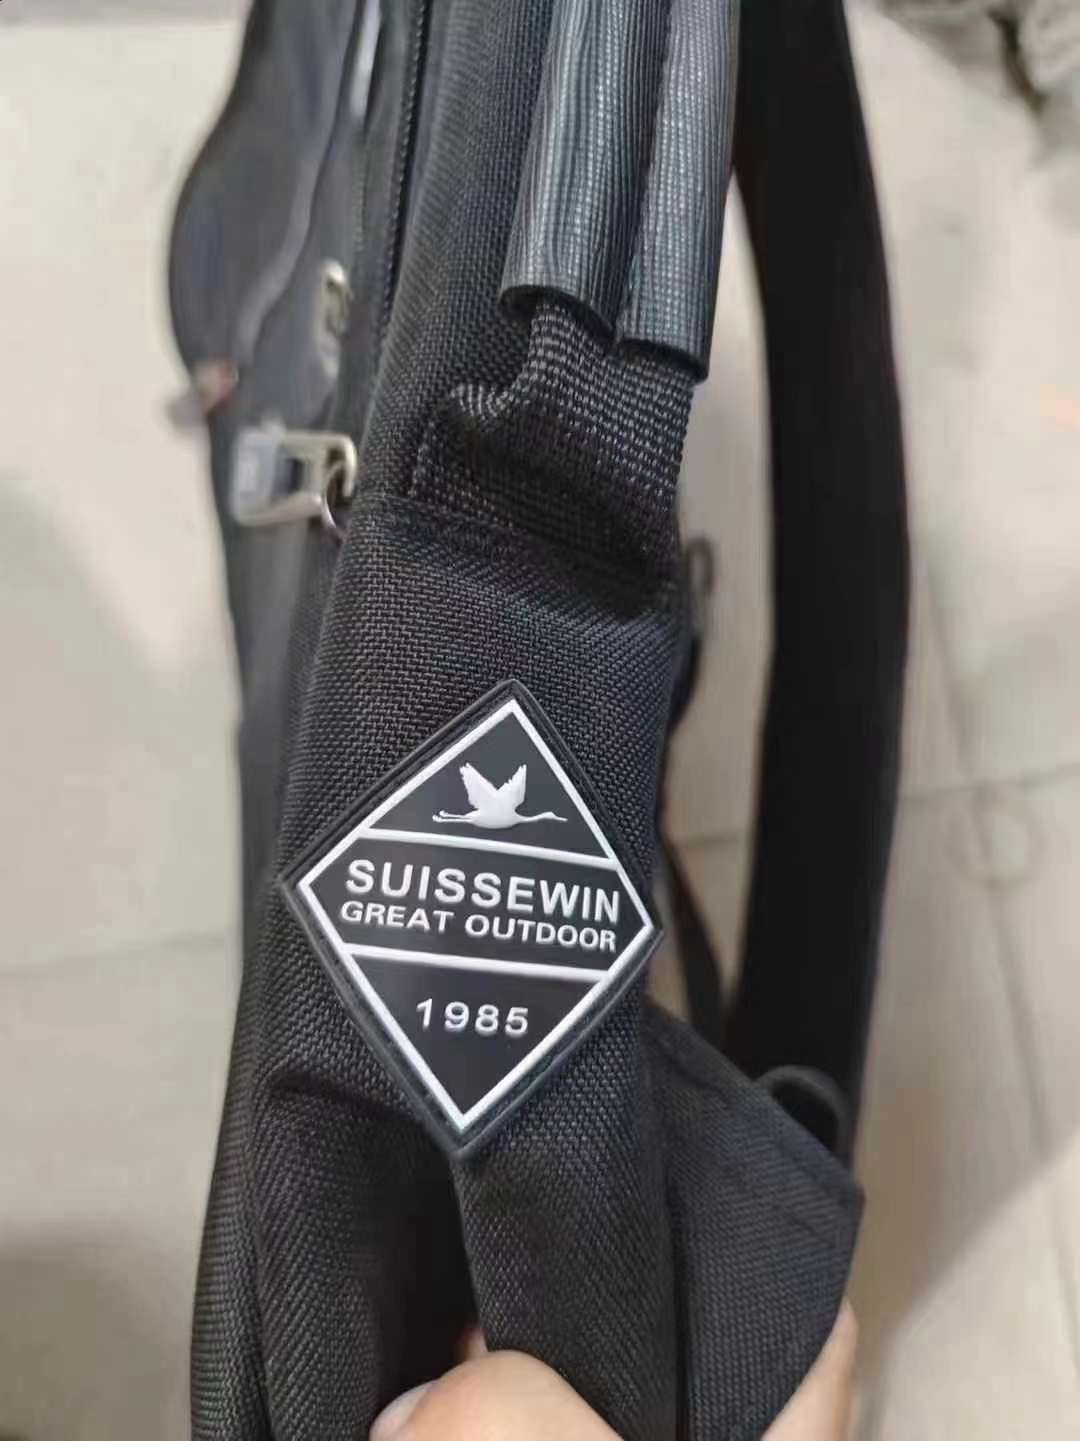 SUISSEWIN
GREAT OUTDOOR
1985